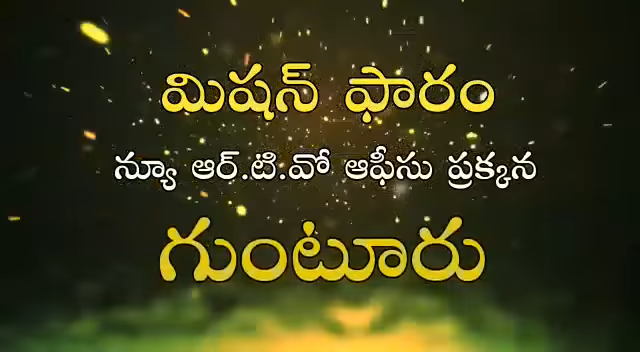 మిషన్ ఫారం
న్యూ ఆర్.టి.వో ఆఫీసు ప్రక్కన
గుంటూరు